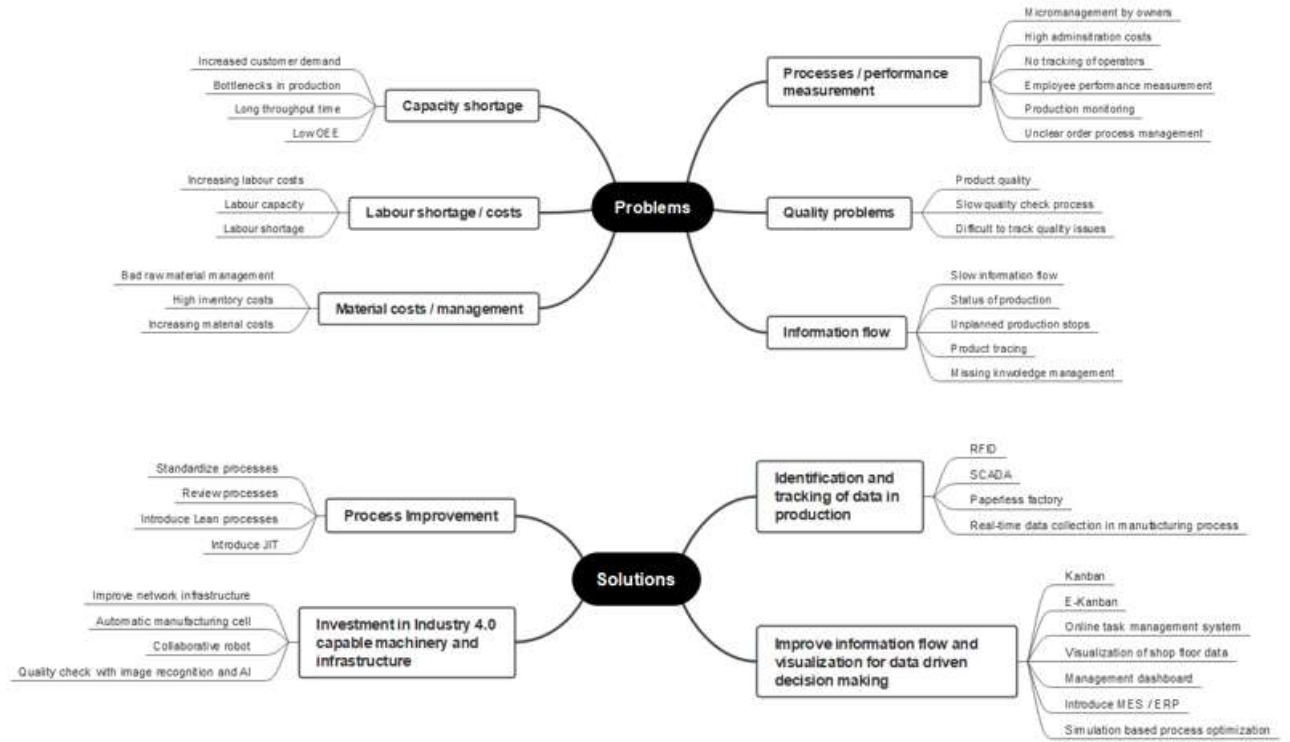 Problems
Capacity shortage
Increased customer demand
Bottlenecks in production
Long throughput time
Low OEE
Labour shortage / costs
Increasing labour costs
Labour capacity
Labour shortage
Material costs / management
Bad raw material management
High inventory costs
Increasing material costs
Processes / performance
measurement
Micromanagement by owners
High adminsitration costs
No tracking of operators
Employee performance measurement
Production monitoring
Unclear order process management
Quality problems
Product quality
Slow quality check process
Difficult to track quality issues
Information flow
Slow information flow
Status of production
Unplanned production stops
Product tracing
Missing knwoledge management
Solutions
Process Improvement
Standardize processes
Review processes
Introduce Lean processes
Introduce JIT
Investment in Industry 4.0
capable machinery and
infrastructure
Improve network infrastructure
Automatic manufacturing cell
Collaborative robot
Quality check with image recognition and AI
Identification and
tracking of data in
production
RFID
SCADA
Paperless factory
Real-time data collection in manufacturing process
Improve information flow and
visualization for data driven
decision making
Kanban
E-Kanban
Online task management system
Visualization of shop floor data
Management dashboard
Introduce MES / ERP
Simulation based process optimization